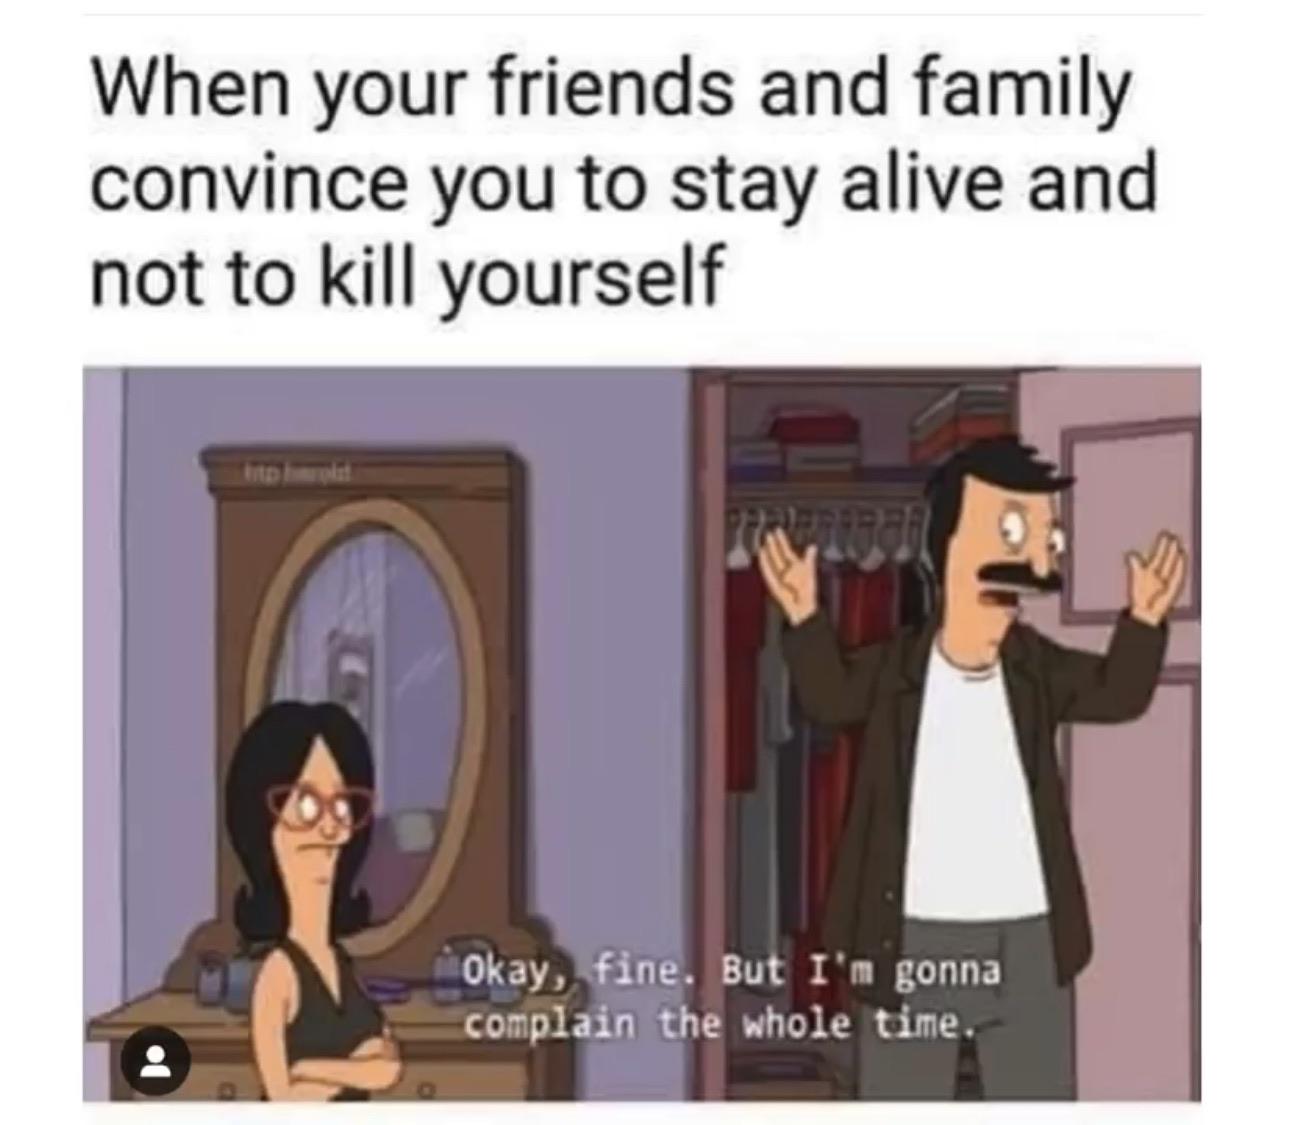 When your friends and family
convince you to stay alive and
not to kill yourself
Okay, fine. But I'm gonna
complain the whole time.